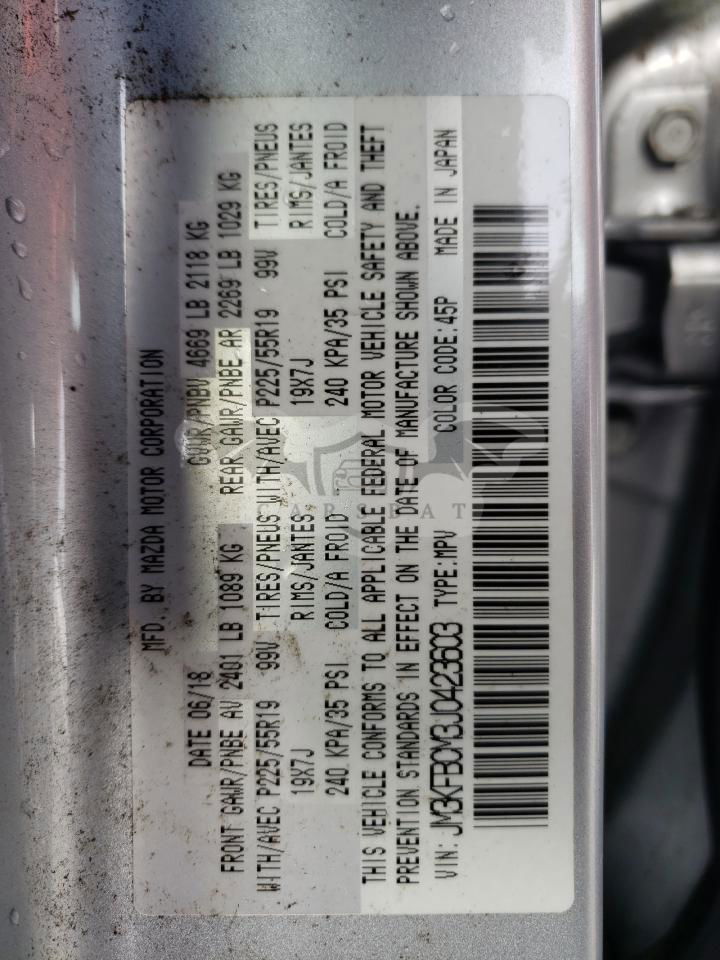 MFD. BY MAZDA MOTOR CORPORATION
DATE 06/18 GVWR/PNBV 4669 LB 2118 KG
FRONT GAWR/PNBE AV 2401 LB 1089 KG REAR GAWR/PNBE AR 2269 LB 1029 KG
WITH/AVEC P225/55R19 99V TIRES/PNEUS WITH/AVEC P225/55R19 99V TIRES/PNEUS
19X7J RIMS/JANTES 19X7J RIMS/JANTES
240 KPA/35 PSI COLD/A FROID 240 KPA/35 PSI COLD/A FROID
THIS VEHICLE CONFORMS TO ALL APPLICABLE FEDERAL MOTOR VEHICLE SAFETY AND THEFT
PREVENTION STANDARDS IN EFFECT ON THE DATE OF MANUFACTURE SHOWN ABOVE.
VIN: JM3KFBCM3J0423603 TYPE:MPV COLOR CODE:45P MADE IN JAPAN
CARSBAT